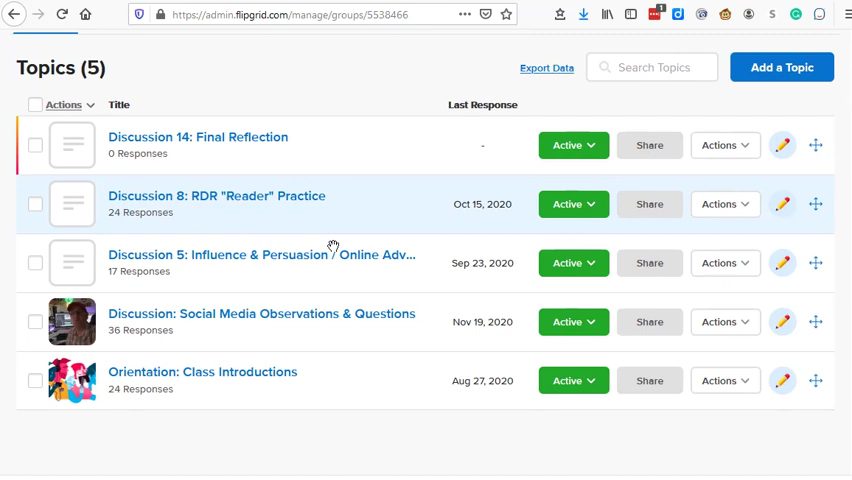 https://admin.flipgrid.com/manage/groups/5538466
1
S
Topics (5)
Export Data
Search Topics
Add a Topic
Actions
Title
Last Response
Discussion 14: Final Reflection
0 Responses
-
Active
Share
Actions
Discussion 8: RDR "Reader" Practice
24 Responses
Oct 15, 2020
Active
Share
Actions
Discussion 5: Influence & Persuasion / Online Adv...
17 Responses
Sep 23, 2020
Active
Share
Actions
Discussion: Social Media Observations & Questions
36 Responses
Nov 19, 2020
Active
Share
Actions
Orientation: Class Introductions
24 Responses
Aug 27, 2020
Active
Share
Actions